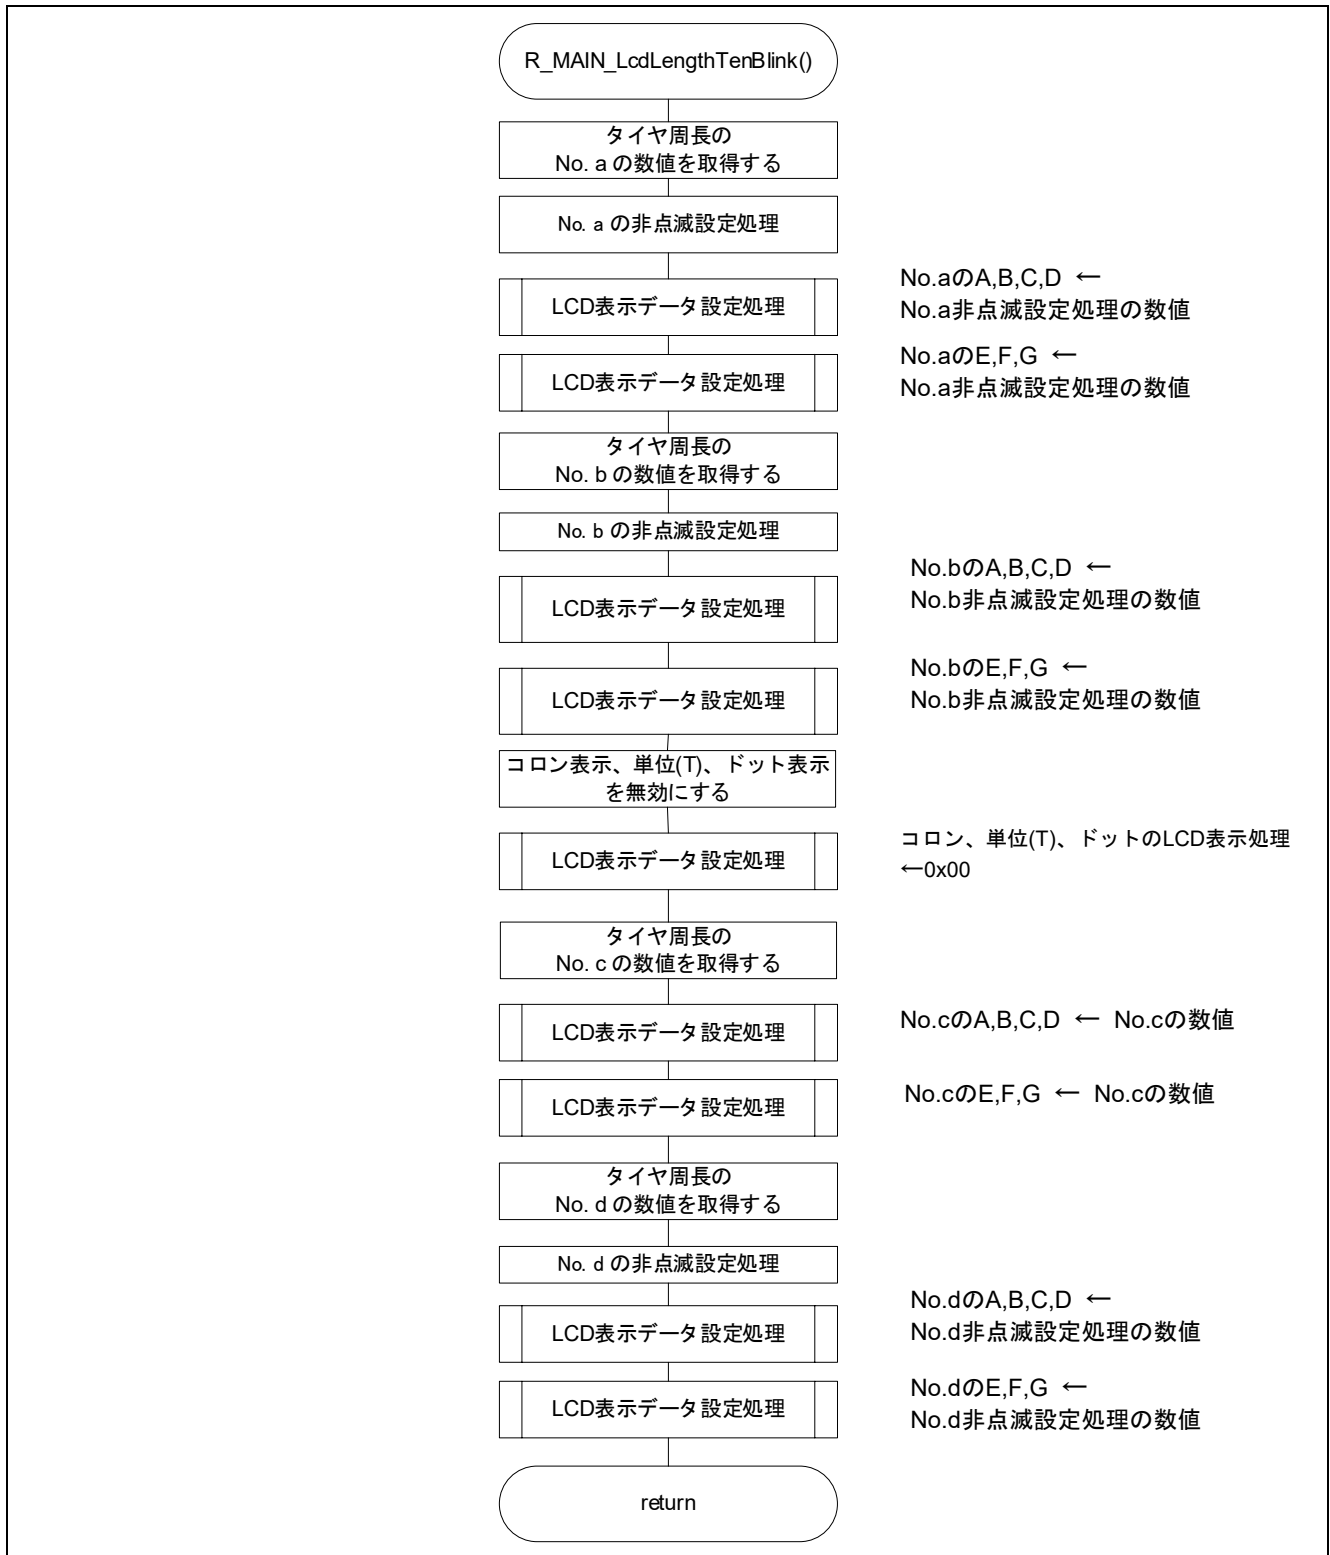 R_MAIN_LcdLengthTenBlink()
タイヤ周長の
No. a の数値を取得する
No. a の非点滅設定処理
LCD表示データ設定処理
No.aのA,B,C,D ←
No.a非点滅設定処理の数値
LCD表示データ設定処理
No.aのE,F,G ←
No.a非点滅設定処理の数値
タイヤ周長の
No. b の数値を取得する
No. b の非点滅設定処理
LCD表示データ設定処理
No.bのA,B,C,D ←
No.b非点滅設定処理の数値
LCD表示データ設定処理
No.bのE,F,G ←
No.b非点滅設定処理の数値
コロン表示、単位(T)、ドット表示
を無効にする
LCD表示データ設定処理
コロン、単位(T)、ドットのLCD表示処理
←0x00
タイヤ周長の
No. c の数値を取得する
LCD表示データ設定処理
No.cのA,B,C,D ← No.cの数値
LCD表示データ設定処理
No.cのE,F,G ← No.cの数値
タイヤ周長の
No. d の数値を取得する
No. d の非点滅設定処理
LCD表示データ設定処理
No.dのA,B,C,D ←
No.d非点滅設定処理の数値
LCD表示データ設定処理
No.dのE,F,G ←
No.d非点滅設定処理の数値
return